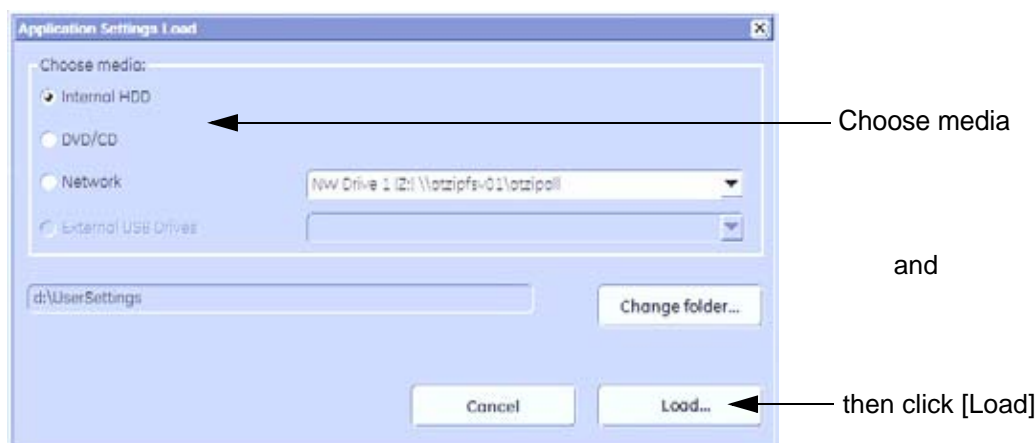 Application Settings Load
Choose media:
Internal HDD
Choose media
DVD/CD
Network
NW Drive 1 (Z:) \\otzipfsv01\otzipall
External USB Drives
and
d:\UserSettings
Change folder...
Cancel
Load...
then click [Load]